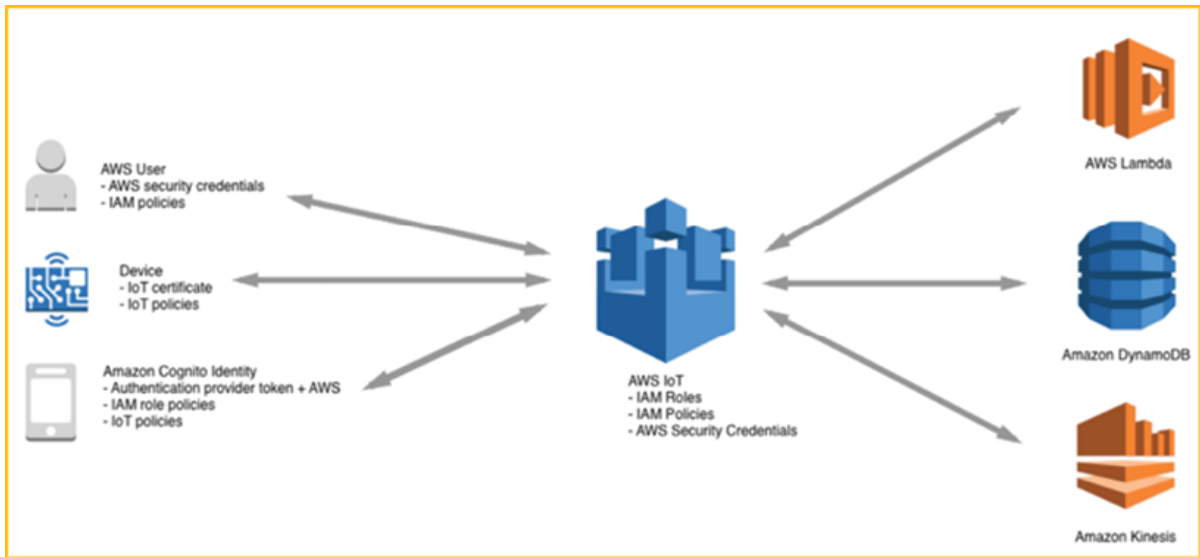 AWS User
- AWS security credentials
- IAM policies
Device
- IoT certificate
- IoT policies
Amazon Cognito Identity
- Authentication provider token + AWS
- IAM role policies
- IoT policies
AWS IoT
- IAM Roles
- IAM Policies
- AWS Security Credentials
AWS Lambda
Amazon DynamoDB
Amazon Kinesis